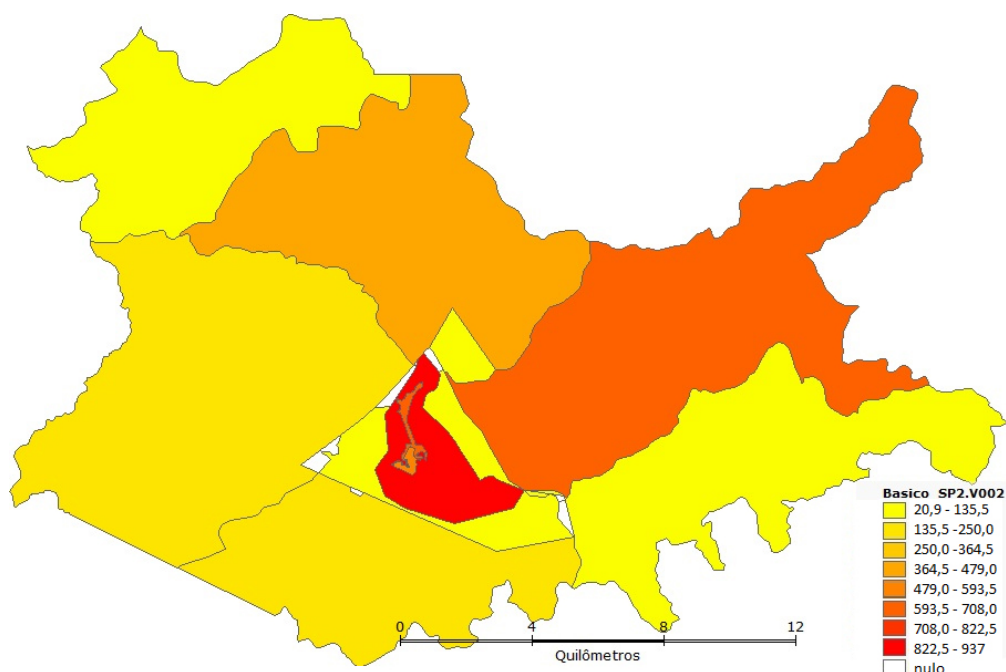 Basico SP2.V002
20,9 - 135,5
135,5 -250,0
250,0 -364,5
364,5 - 479,0
479,0 - 593,5
593,5 - 708,0
708,0 - 822,5
822,5 - 937
nulo
0 4 8 12
Quilômetros